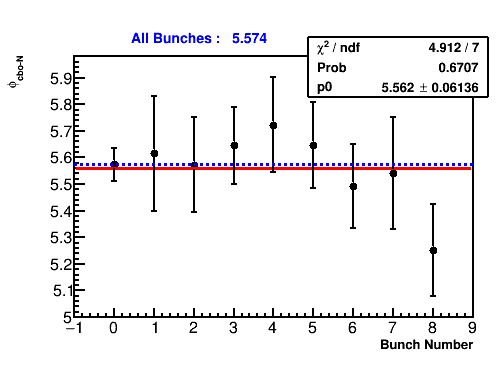 All Bunches : 5.574
χ² / ndf 4.912 / 7
Prob 0.6707
p0 5.562 ± 0.06136
ϕcbo-N
5.9
5.8
5.7
5.6
5.5
5.4
5.3
5.2
5.1
5
−1 0 1 2 3 4 5 6 7 8 9
Bunch Number